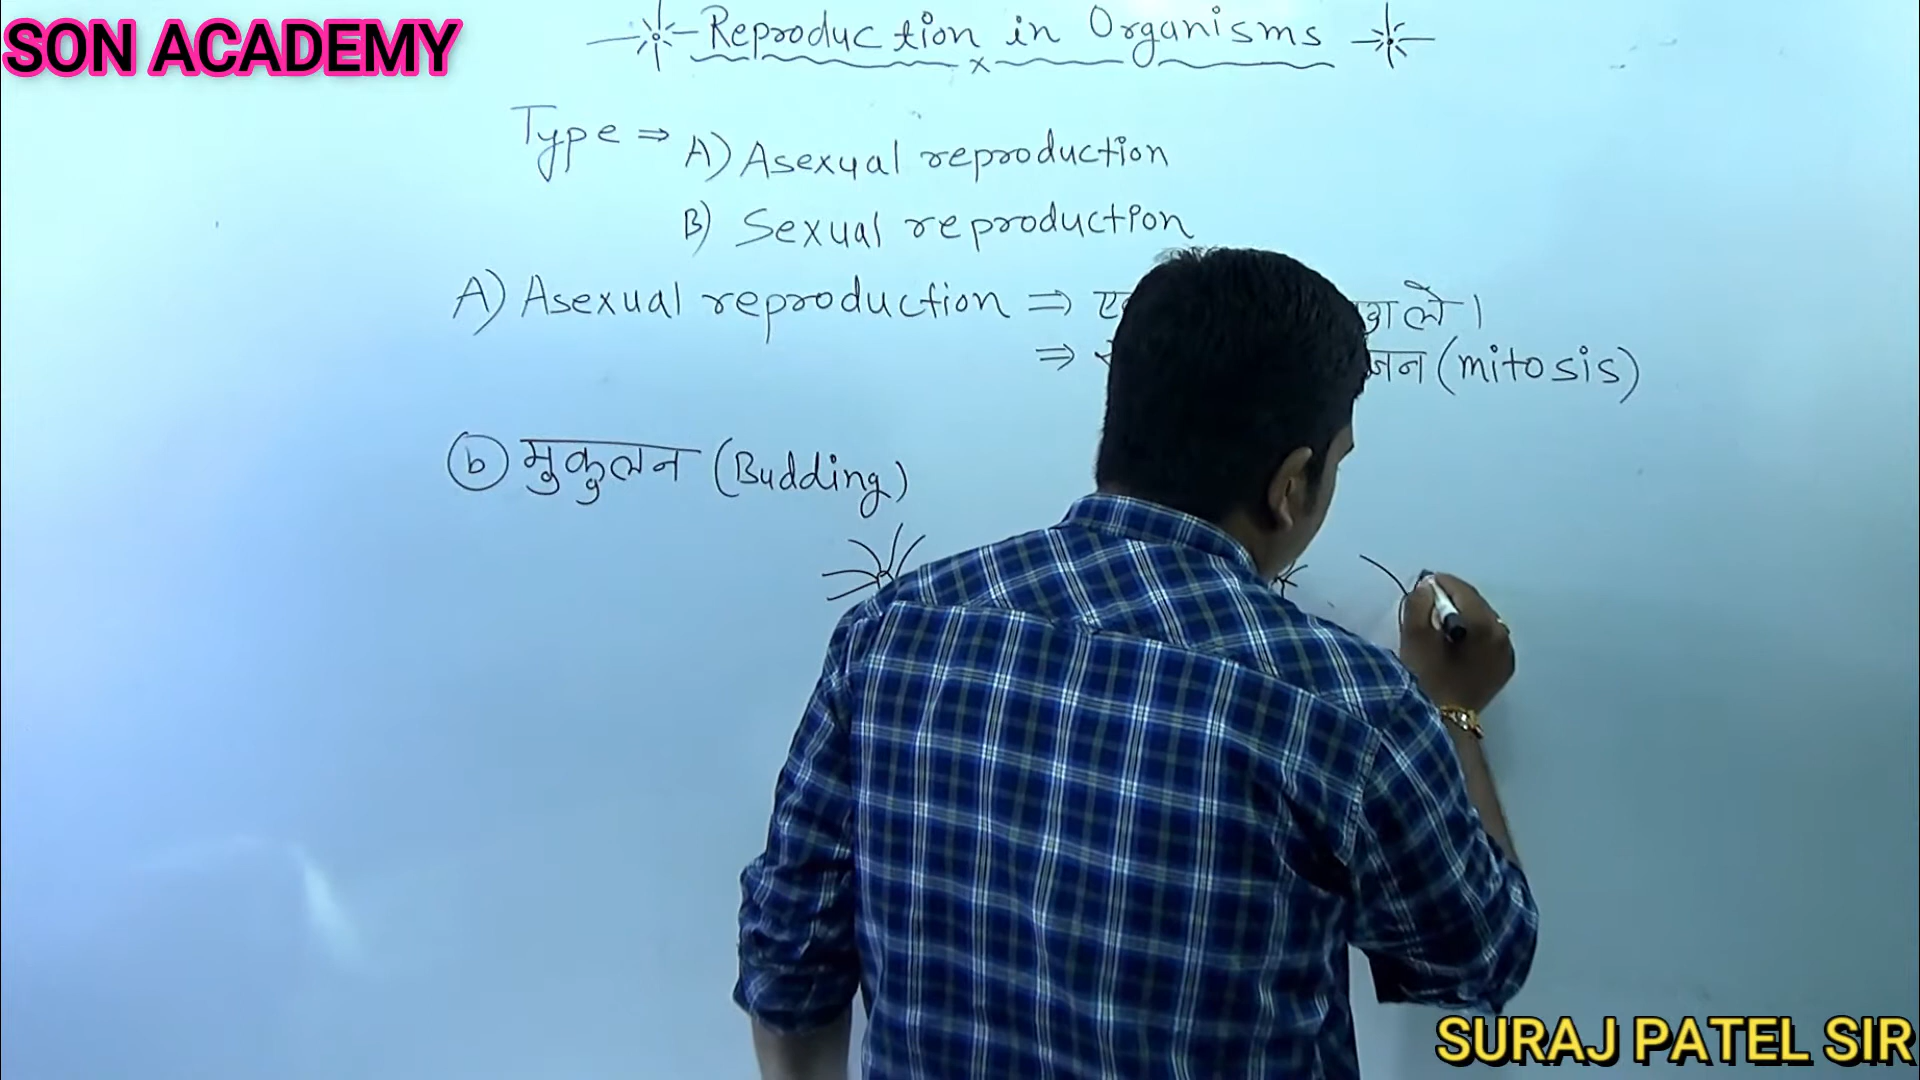 SON ACADEMY
Reproduction in Organisms
Type ⇒ A) Asexual reproduction
B) Sexual reproduction
A) Asexual reproduction ⇒
⇒ (mitosis)
b मुकुलन (Budding)
SURAJ PATEL SIR